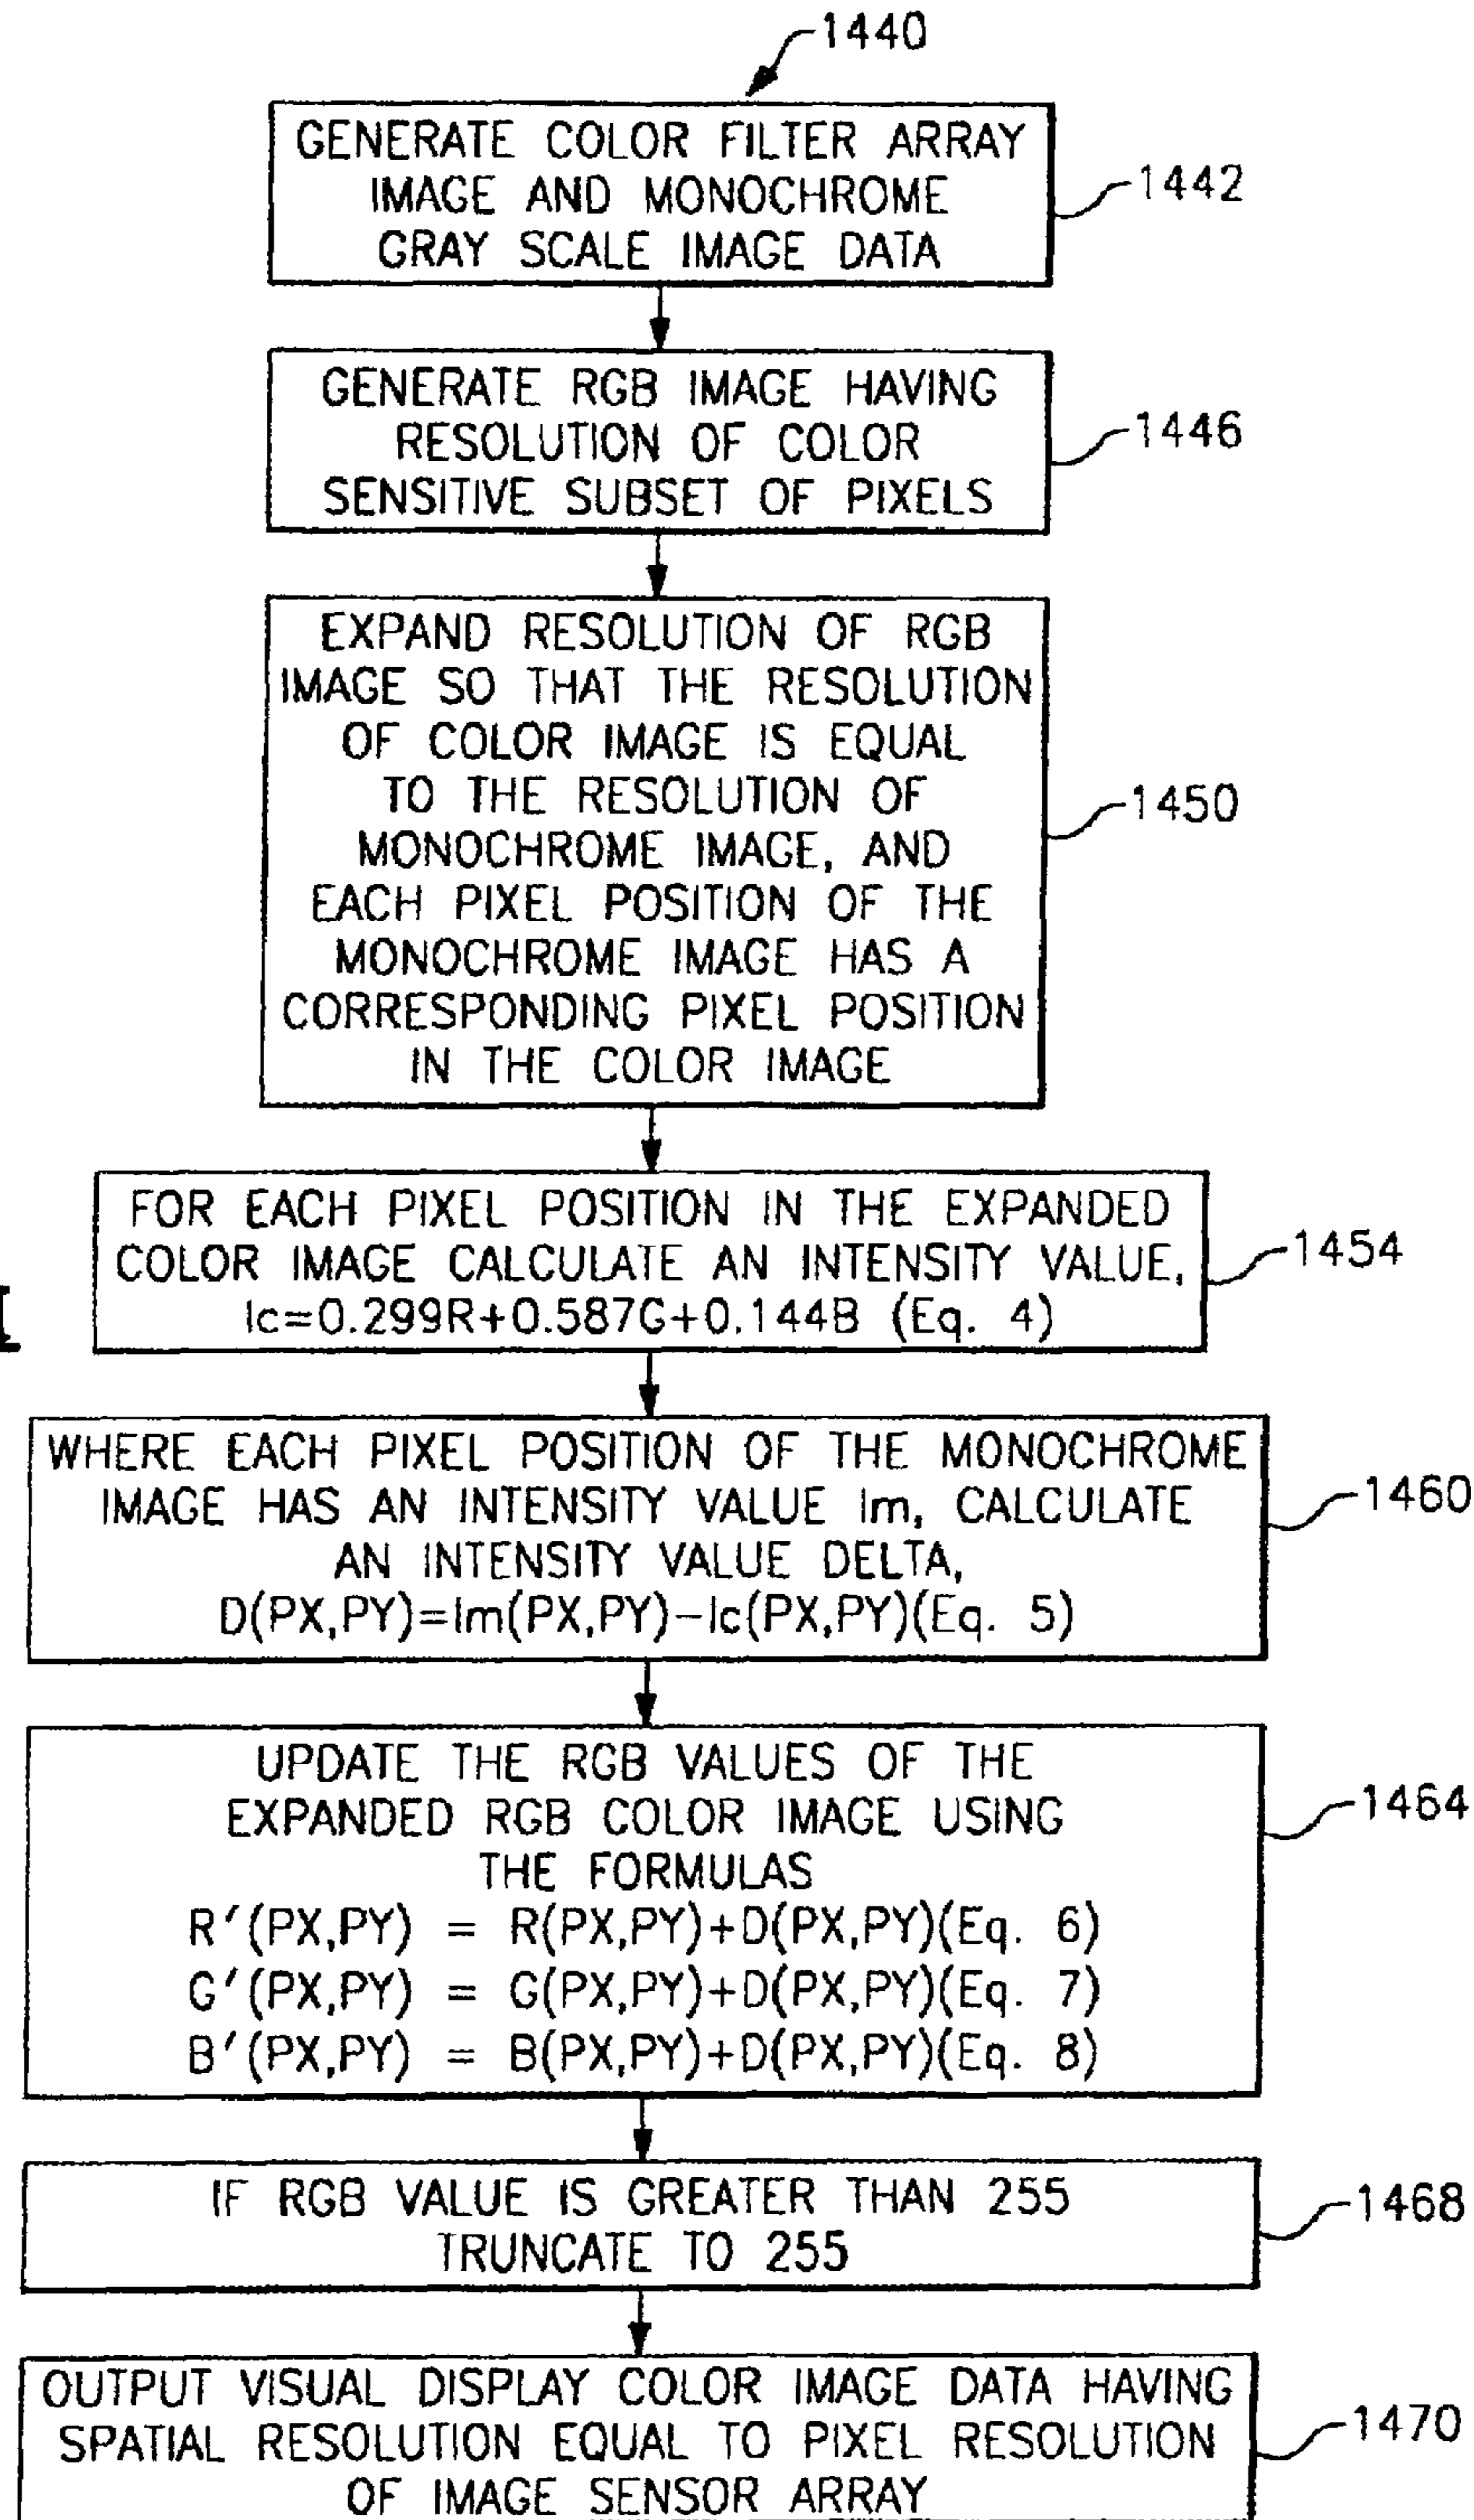 1440
GENERATE COLOR FILTER ARRAY
IMAGE AND MONOCHROME
GRAY SCALE IMAGE DATA
1442
GENERATE RGB IMAGE HAVING
RESOLUTION OF COLOR
SENSITIVE SUBSET OF PIXELS
1446
EXPAND RESOLUTION OF RGB
IMAGE SO THAT THE RESOLUTION
OF COLOR IMAGE IS EQUAL
TO THE RESOLUTION OF
MONOCHROME IMAGE, AND
EACH PIXEL POSITION OF THE
MONOCHROME IMAGE HAS A
CORRESPONDING PIXEL POSITION
IN THE COLOR IMAGE
1450
FOR EACH PIXEL POSITION IN THE EXPANDED
COLOR IMAGE CALCULATE AN INTENSITY VALUE,
Ic=0.299R+0.587G+0.144B (Eq. 4)
1454
WHERE EACH PIXEL POSITION OF THE MONOCHROME
IMAGE HAS AN INTENSITY VALUE Im, CALCULATE
AN INTENSITY VALUE DELTA,
D(PX,PY)=Im(PX,PY)-Ic(PX,PY)(Eq. 5)
1460
UPDATE THE RGB VALUES OF THE
EXPANDED RGB COLOR IMAGE USING
THE FORMULAS
R'(PX,PY) = R(PX,PY)+D(PX,PY)(Eq. 6)
G'(PX,PY) = G(PX,PY)+D(PX,PY)(Eq. 7)
B'(PX,PY) = B(PX,PY)+D(PX,PY)(Eq. 8)
1464
IF RGB VALUE IS GREATER THAN 255
TRUNCATE TO 255
1468
OUTPUT VISUAL DISPLAY COLOR IMAGE DATA HAVING
SPATIAL RESOLUTION EQUAL TO PIXEL RESOLUTION
OF IMAGE SENSOR ARRAY
1470